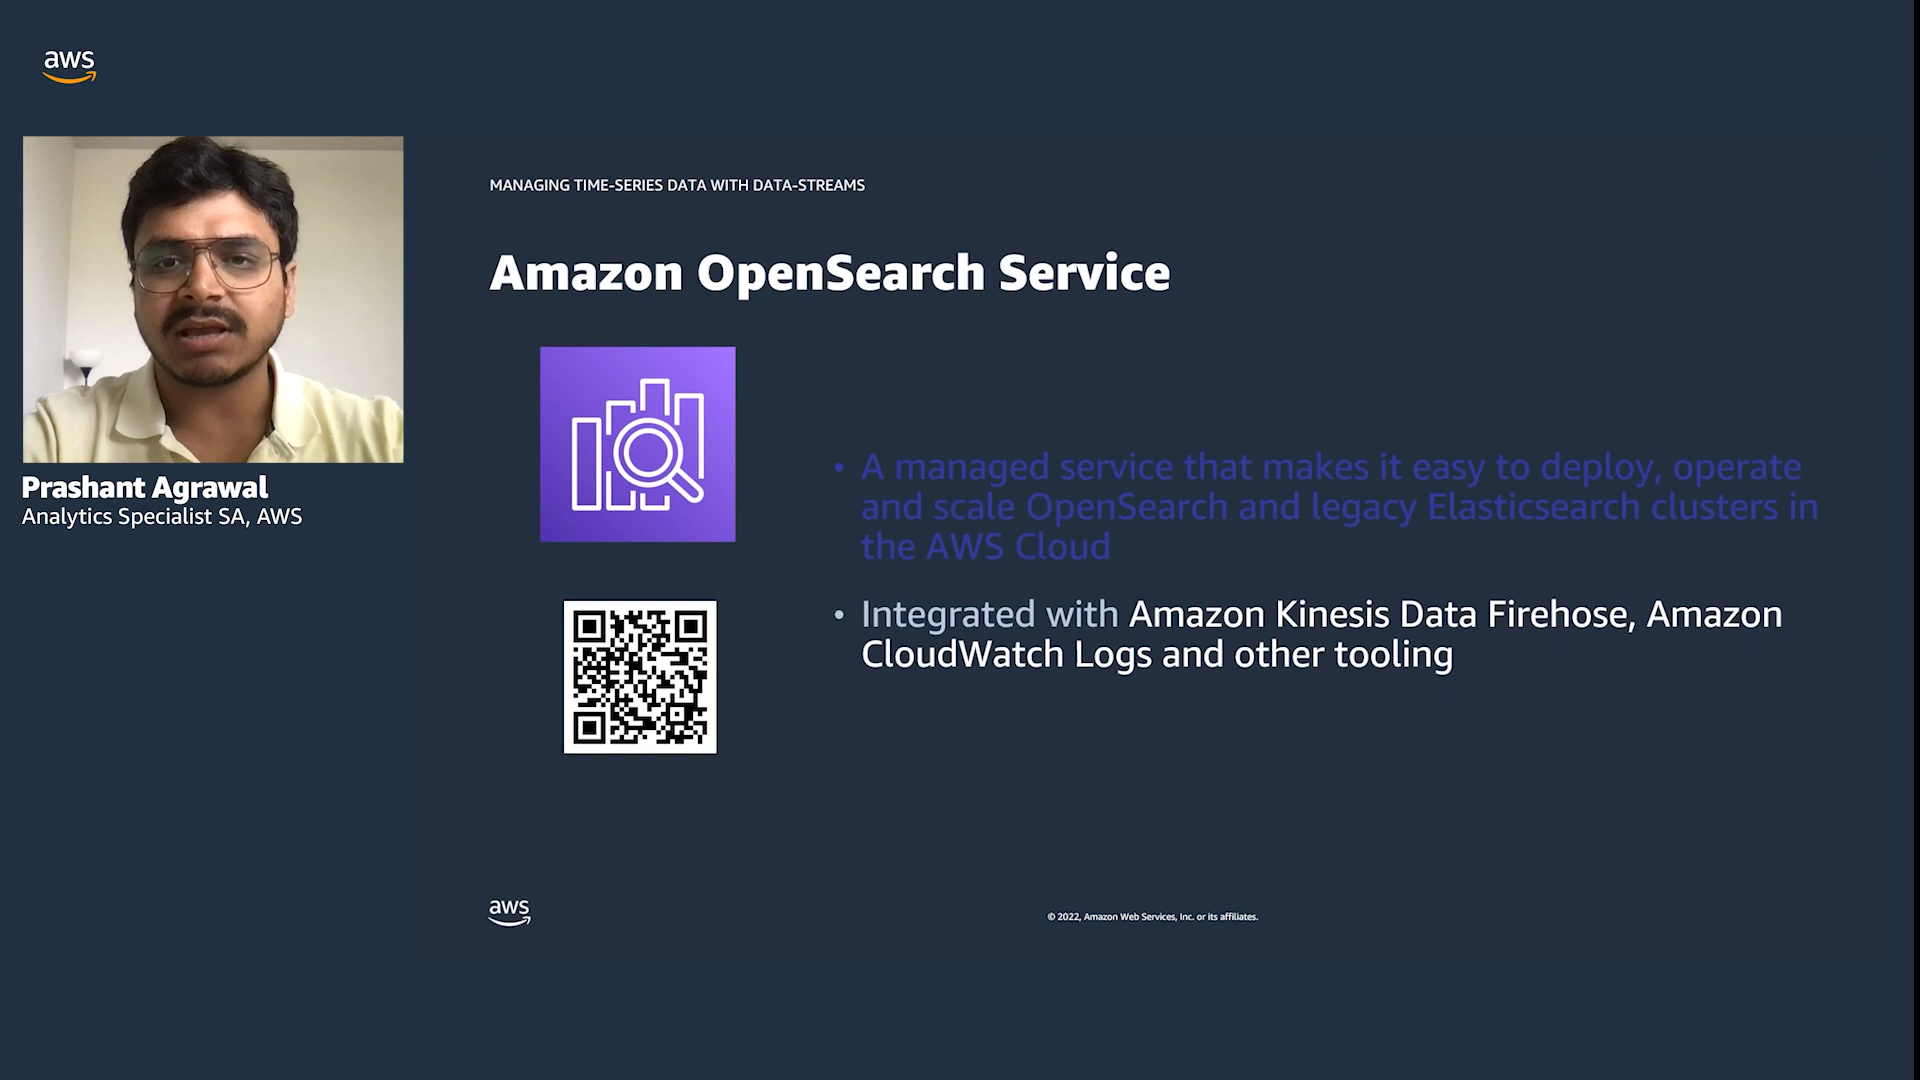 aws
Prashant Agrawal
Analytics Specialist SA, AWS
MANAGING TIME-SERIES DATA WITH DATA-STREAMS
Amazon OpenSearch Service
• A managed service that makes it easy to deploy, operate
and scale OpenSearch and legacy Elasticsearch clusters in
the AWS Cloud
• Integrated with Amazon Kinesis Data Firehose, Amazon
CloudWatch Logs and other tooling
aws
© 2022, Amazon Web Services, Inc. or its affiliates.